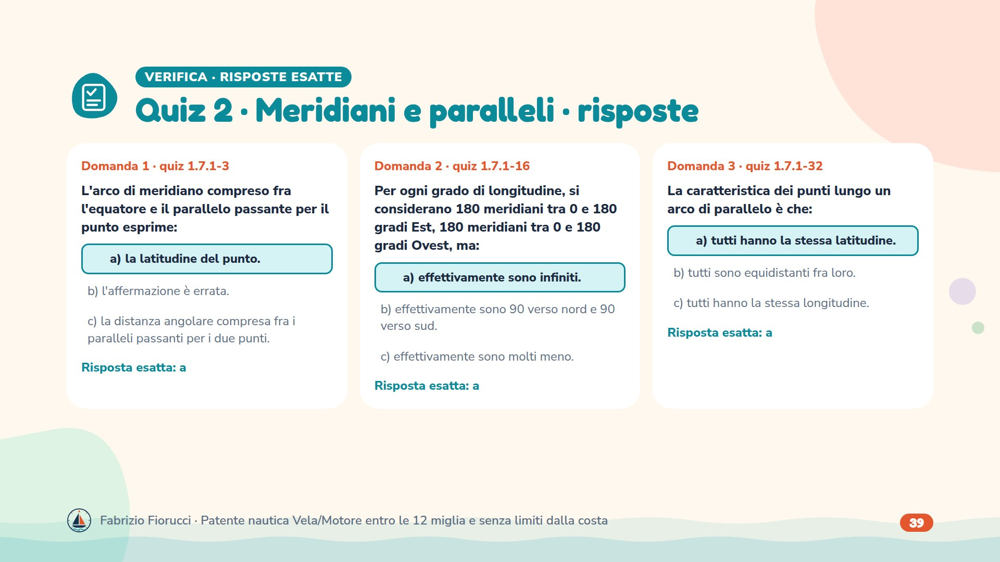 VERIFICA · RISPOSTE ESATTE
Quiz 2 · Meridiani e paralleli · risposte
Domanda 1 · quiz 1.7.1-3
L'arco di meridiano compreso fra
l'equatore e il parallelo passante per il
punto esprime:
a) la latitudine del punto.
b) l'affermazione è errata.
c) la distanza angolare compresa fra i
paralleli passanti per i due punti.
Risposta esatta: a
Domanda 2 · quiz 1.7.1-16
Per ogni grado di longitudine, si
considerano 180 meridiani tra 0 e 180
gradi Est, 180 meridiani tra 0 e 180
gradi Ovest, ma:
a) effettivamente sono infiniti.
b) effettivamente sono 90 verso nord e 90
verso sud.
c) effettivamente sono molti meno.
Risposta esatta: a
Domanda 3 · quiz 1.7.1-32
La caratteristica dei punti lungo un
arco di parallelo è che:
a) tutti hanno la stessa latitudine.
b) tutti sono equidistanti fra loro.
c) tutti hanno la stessa longitudine.
Risposta esatta: a
Fabrizio Fiorucci · Patente nautica Vela/Motore entro le 12 miglia e senza limiti dalla costa
39